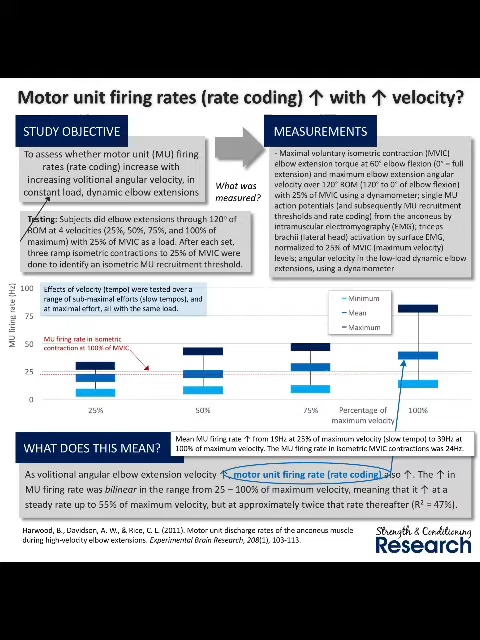 Motor unit firing rates (rate coding) ↑ with ↑ velocity?
STUDY OBJECTIVE
To assess whether motor unit (MU) firing
rates (rate coding) increase with
increasing volitional angular velocity, in
constant load, dynamic elbow extensions
What was
measured?
MEASUREMENTS
- Maximal voluntary isometric contraction (MVIC)
elbow extension torque at 60° elbow flexion (0° – full
extension) and maximum elbow extension angular
velocity over 120° ROM (120° to 0° of elbow flexion)
with 25% of MVIC using a dynamometer; single MU
action potentials (and subsequently MU recruitment
thresholds and rate coding) from the anconeus by
intramuscular electromyography (EMG); triceps
brachii (lateral head) activation by surface EMG,
normalized to 25% of MVIC (maximum velocity)
levels; angular velocity in the low-load dynamic elbow
extensions, using a dynamometer
Testing: Subjects did elbow extensions through 120° of
ROM at 4 velocities (25%, 50%, 75%, and 100% of
maximum) with 25% of MVIC as a load. After each set,
three ramp isometric contractions to 25% of MVIC were
done to identify an isometric MU recruitment threshold.
MU firing rate (Hz)
100
75
50
25
0
Effects of velocity (tempo) were tested over a
range of sub-maximal efforts (slow tempos), and
at maximal effort, all with the same load.
MU firing rate in isometric
contraction at 100% of MVIC
Minimum
Mean
Maximum
25%
50%
75%
Percentage of
maximum velocity
100%
WHAT DOES THIS MEAN?
Mean MU firing rate ↑ from 19Hz at 25% of maximum velocity (slow tempo) to 39Hz at
100% of maximum velocity. The MU firing rate in isometric MVIC contractions was 24Hz.
As volitional angular elbow extension velocity ↑, motor unit firing rate (rate coding) also ↑. The ↑ in
MU firing rate was bilinear in the range from 25 – 100% of maximum velocity, meaning that it ↑ at a
steady rate up to 55% of maximum velocity, but at approximately twice that rate thereafter (R² = 47%).
Harwood, B., Davidson, A. W., & Rice, C. L. (2011). Motor unit discharge rates of the anconeus muscle
during high-velocity elbow extensions. Experimental Brain Research, 208(1), 103-113.
Strength & Conditioning
Research